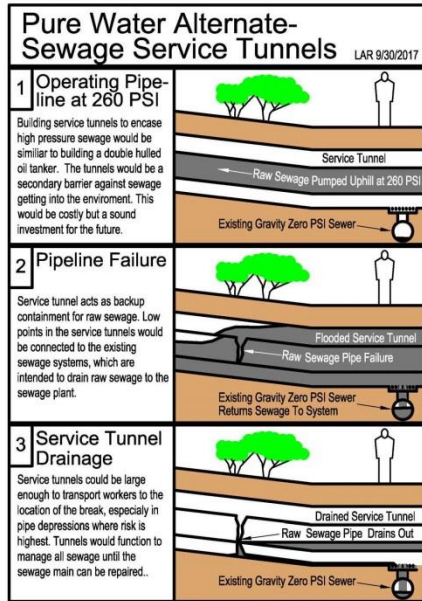 Pure Water Alternate-
Sewage Service Tunnels LAR 9/30/2017
1 Operating Pipe-
line at 260 PSI
Building service tunnels to encase
high pressure sewage would be
similiar to building a double hulled
oil tanker. The tunnels would be a
secondary barrier against sewage
getting into the enviroment. This
would be costly but a sound
investment for the future.
Service Tunnel
Raw Sewage Pumped Uphill at 260 PSI
Existing Gravity Zero PSI Sewer
2 Pipeline Failure
Service tunnel acts as backup
containment for raw sewage. Low
points in the service tunnels would
be connected to the existing
sewage systems, which are
intended to drain raw sewage to the
sewage plant.
Flooded Service Tunnel
Raw Sewage Pipe Failure
Existing Gravity Zero PSI Sewer
Returns Sewage To System
3 Service Tunnel
Drainage
Service tunnels could be large
enough to transport workers to the
location of the break, especialy in
pipe depressions where risk is
highest. Tunnels would function to
manage all sewage until the
sewage main can be repaired..
Drained Service Tunnel
Raw Sewage Pipe Drains Out
Existing Gravity Zero PSI Sewer